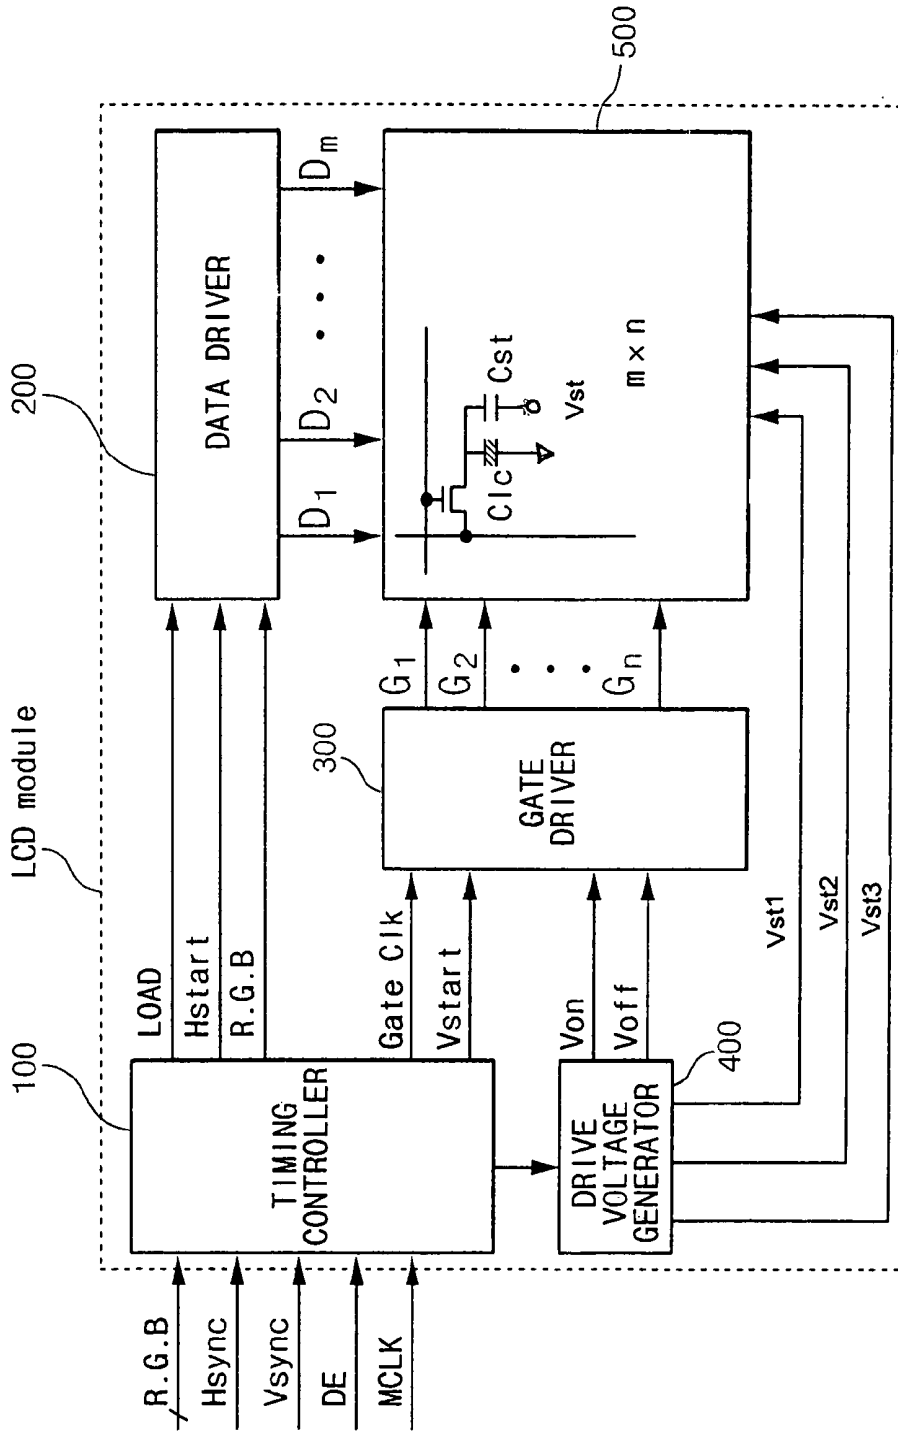 LCD module
R.G.B
Hsync
Vsync
DE
MCLK
100
TIMING
CONTROLLER
LOAD
Hstart
R.G.B
Gate Clk
Vstart
200
DATA DRIVER
D1
D2
Dm
300
GATE
DRIVER
G1
G2
Gn
Von
Voff
400
DRIVE
VOLTAGE
GENERATOR
Vst1
Vst2
Vst3
500
Clc
Cst
Vst
m×n